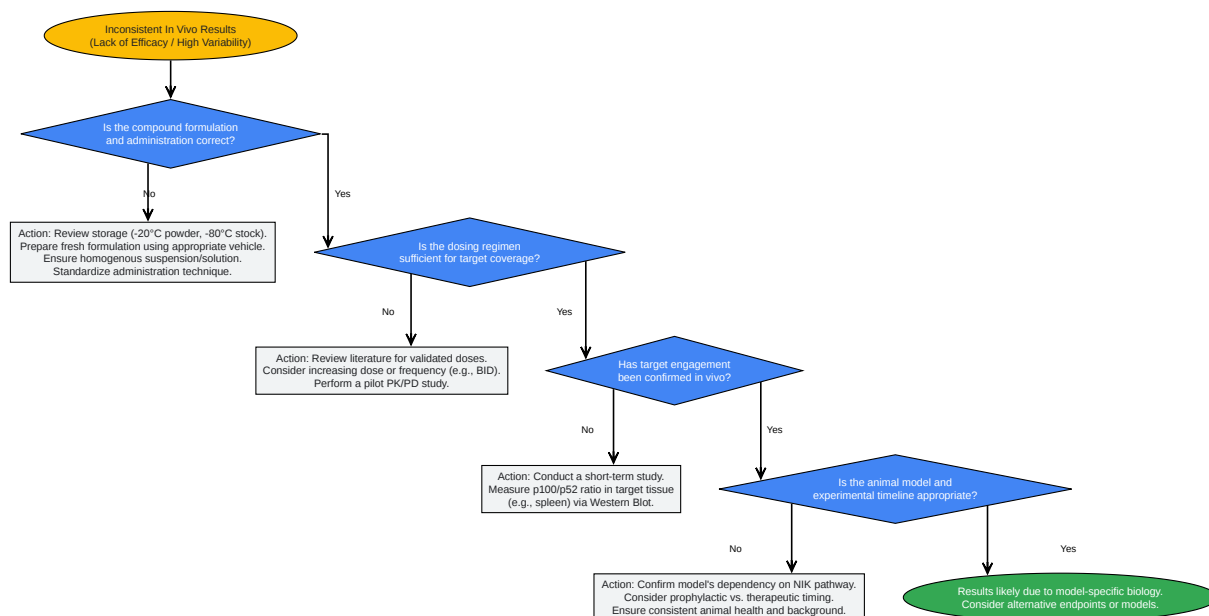 Inconsistent In Vivo Results
(Lack of Efficacy / High Variability)
Is the compound formulation
and administration correct?
No
Yes
Action: Review storage (-20°C powder, -80°C stock).
Prepare fresh formulation using appropriate vehicle.
Ensure homogenous suspension/solution.
Standardize administration technique.
Is the dosing regimen
sufficient for target coverage?
No
Yes
Action: Review literature for validated doses.
Consider increasing dose or frequency (e.g., BID).
Perform a pilot PK/PD study.
Has target engagement
been confirmed in vivo?
No
Yes
Action: Conduct a short-term study.
Measure p100/p52 ratio in target tissue
(e.g., spleen) via Western Blot.
Is the animal model and
experimental timeline appropriate?
No
Yes
Action: Confirm model's dependency on NIK pathway.
Consider prophylactic vs. therapeutic timing.
Ensure consistent animal health and background.
Results likely due to model-specific biology.
Consider alternative endpoints or models.